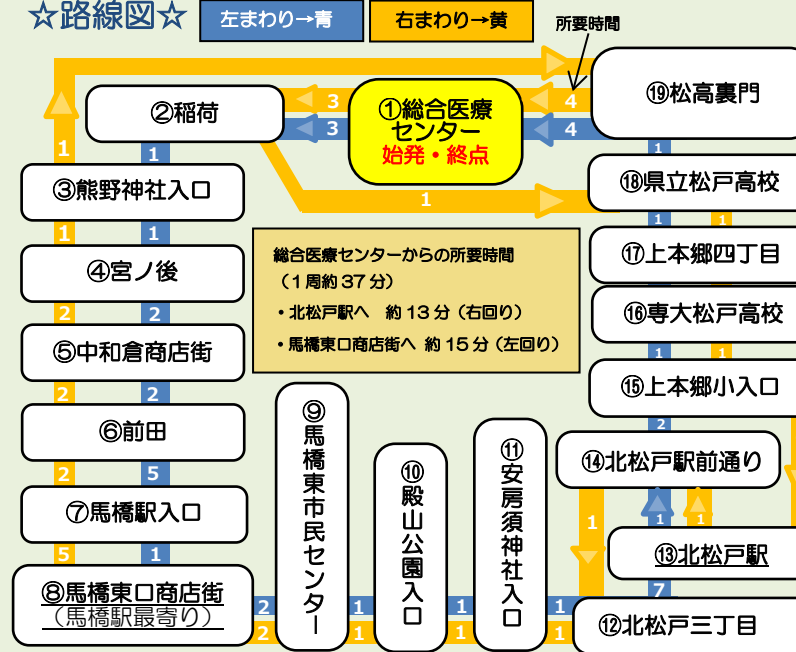 ☆路線図☆
左まわり→青
右まわり→黄
所要時間
3
4
3
4
①総合医療
センター
始発・終点
⑲松高裏門
②稲荷
1
1
1
⑱県立松戸高校
③熊野神社入口
1
1
1
1
1
⑰上本郷四丁目
総合医療センターからの所要時間
（1周約37分）
・北松戸駅へ　約13分（右回り）
・馬橋東口商店街へ　約15分（左回り）
④宮ノ後
2
2
⑯専大松戸高校
1
1
⑤中和倉商店街
2
2
⑮上本郷小入口
2
⑥前田
2
5
⑭北松戸駅前通り
1
1
1
⑦馬橋駅入口
5
1
⑬北松戸駅
7
⑧馬橋東口商店街
（馬橋駅最寄り）
2
2
⑨馬橋東市民センター
1
1
⑩殿山公園入口
1
1
⑪安房須神社入口
1
1
⑫北松戸三丁目